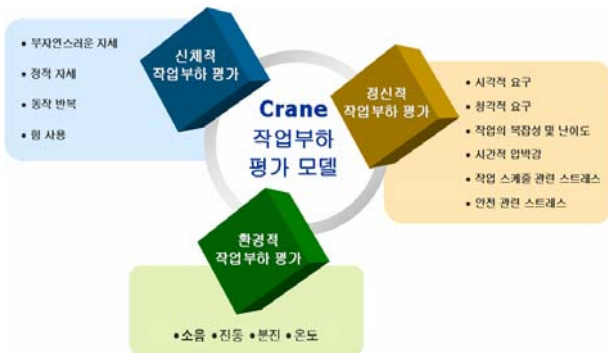 신체적
작업부하 평가
• 부자연스러운 자세
• 정적 자세
• 동작 반복
• 힘 사용
Crane
작업부하
평가 모델
정신적
작업부하 평가
• 시각적 요구
• 청각적 요구
• 작업의 복잡성 및 난이도
• 시간적 압박감
• 작업 스케줄 관련 스트레스
• 안전 관련 스트레스
환경적
작업부하 평가
•소음 •진동 •분진 •온도